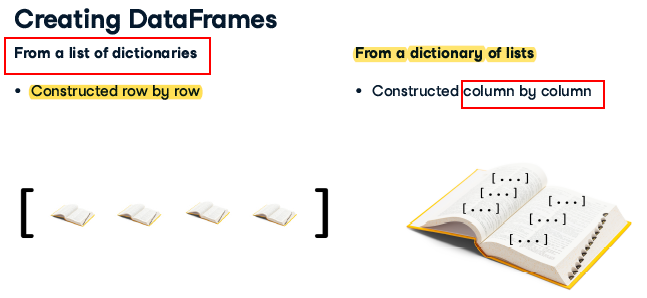 Creating DataFrames
From a list of dictionaries
• Constructed row by row
[ ]
From a dictionary of lists
• Constructed column by column
[...]
[...]
[...]
[...]
[...]
[...]